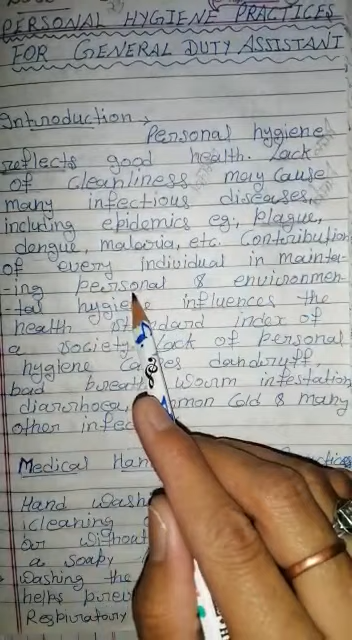 PERSONAL HYGIENE PRACTICES
FOR GENERAL DUTY ASSISTANT
Introduction,
Personal hygiene
reflects good health. Lack
of cleanliness may cause
many infectious diseases,
including epidemics eg; plague,
dengue, malaria, etc. Contribution
of every individual in mainta-
-ing personal & environmen-
-tal hygiene influences the
health standard index of
a society. Lack of personal
hygiene causes dandruff
bad breath, worm infestation,
diarrhoea, common cold & many
other infec
Medical Han
Hand wash
cleaning
or without
a soapy
washing the
helps prev
Respiratory